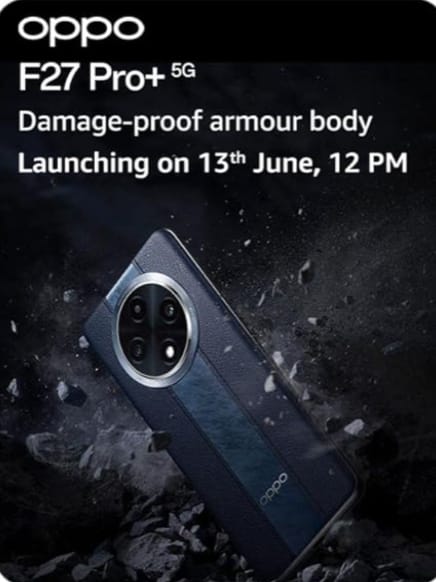 oppo
F27 Pro+ 5G
Damage-proof armour body
Launching on 13th June, 12 PM
oppo